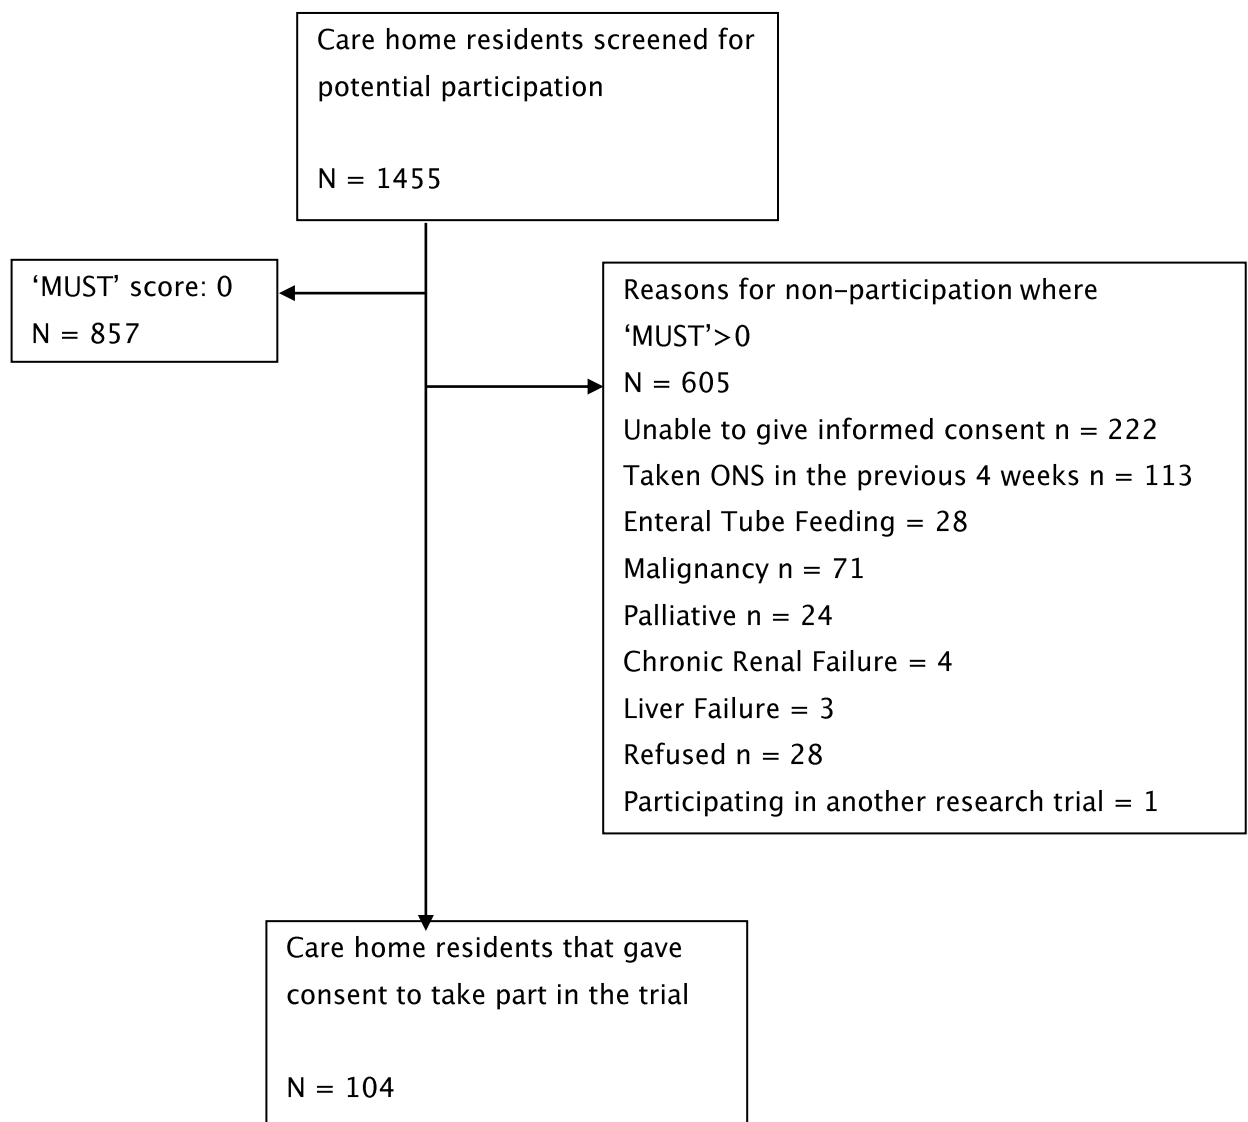 Care home residents screened for
potential participation
N = 1455
‘MUST’ score: 0
N = 857
Reasons for non–participation where
‘MUST’>0
N = 605
Unable to give informed consent n = 222
Taken ONS in the previous 4 weeks n = 113
Enteral Tube Feeding = 28
Malignancy n = 71
Palliative n = 24
Chronic Renal Failure = 4
Liver Failure = 3
Refused n = 28
Participating in another research trial = 1
Care home residents that gave
consent to take part in the trial
N = 104